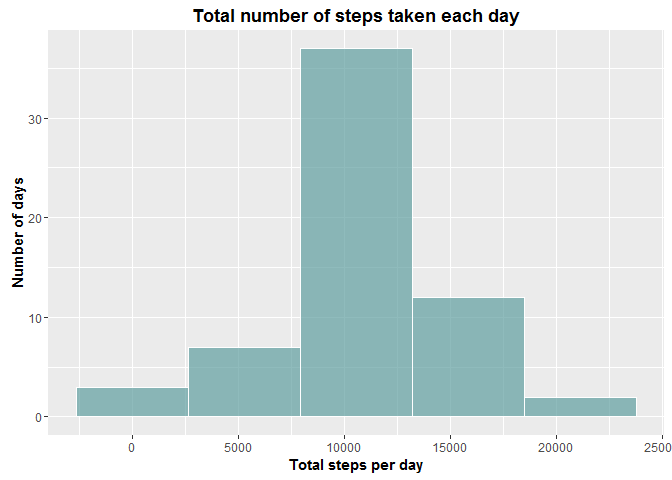 Total number of steps taken each day
Number of days
30
20
10
0
0 5000 10000 15000 20000 2500
Total steps per day